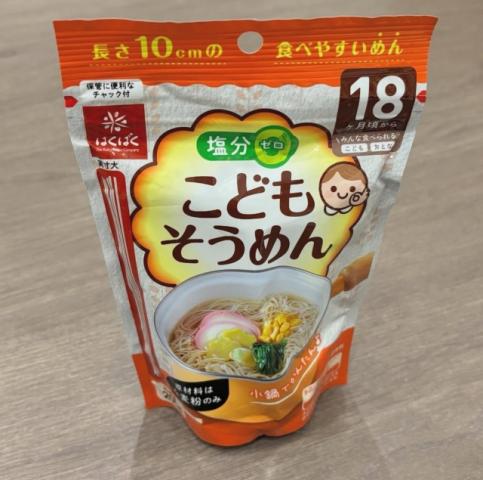 長さ10cmの 食べやすいめん
保管に便利な
チャック付
はくばく
実寸大
18
ヶ月頃から
みんな食べられる
こども おとな
塩分ゼロ
こども
そうめん
原材料は
小麦粉のみ
小鍋でかんたん